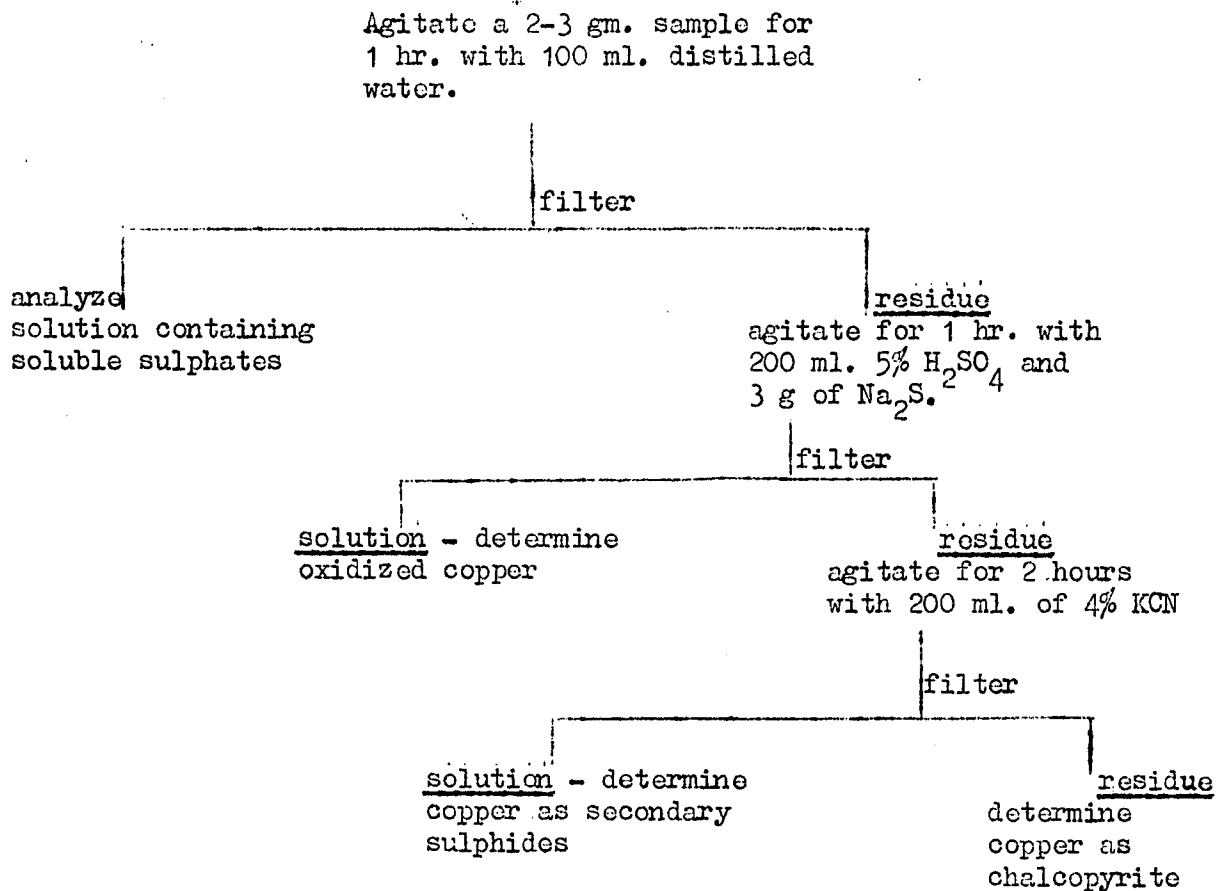 Agitate a 2-3 gm. sample for
1 hr. with 100 ml. distilled
water.
filter
analyze
solution containing
soluble sulphates
residue
agitate for 1 hr. with
200 ml. 5% H2SO4 and
3 g of Na2S.
filter
solution - determine
oxidized copper
residue
agitate for 2 hours
with 200 ml. of 4% KCN
filter
solution - determine
copper as secondary
sulphides
residue
determine
copper as
chalcopyrite